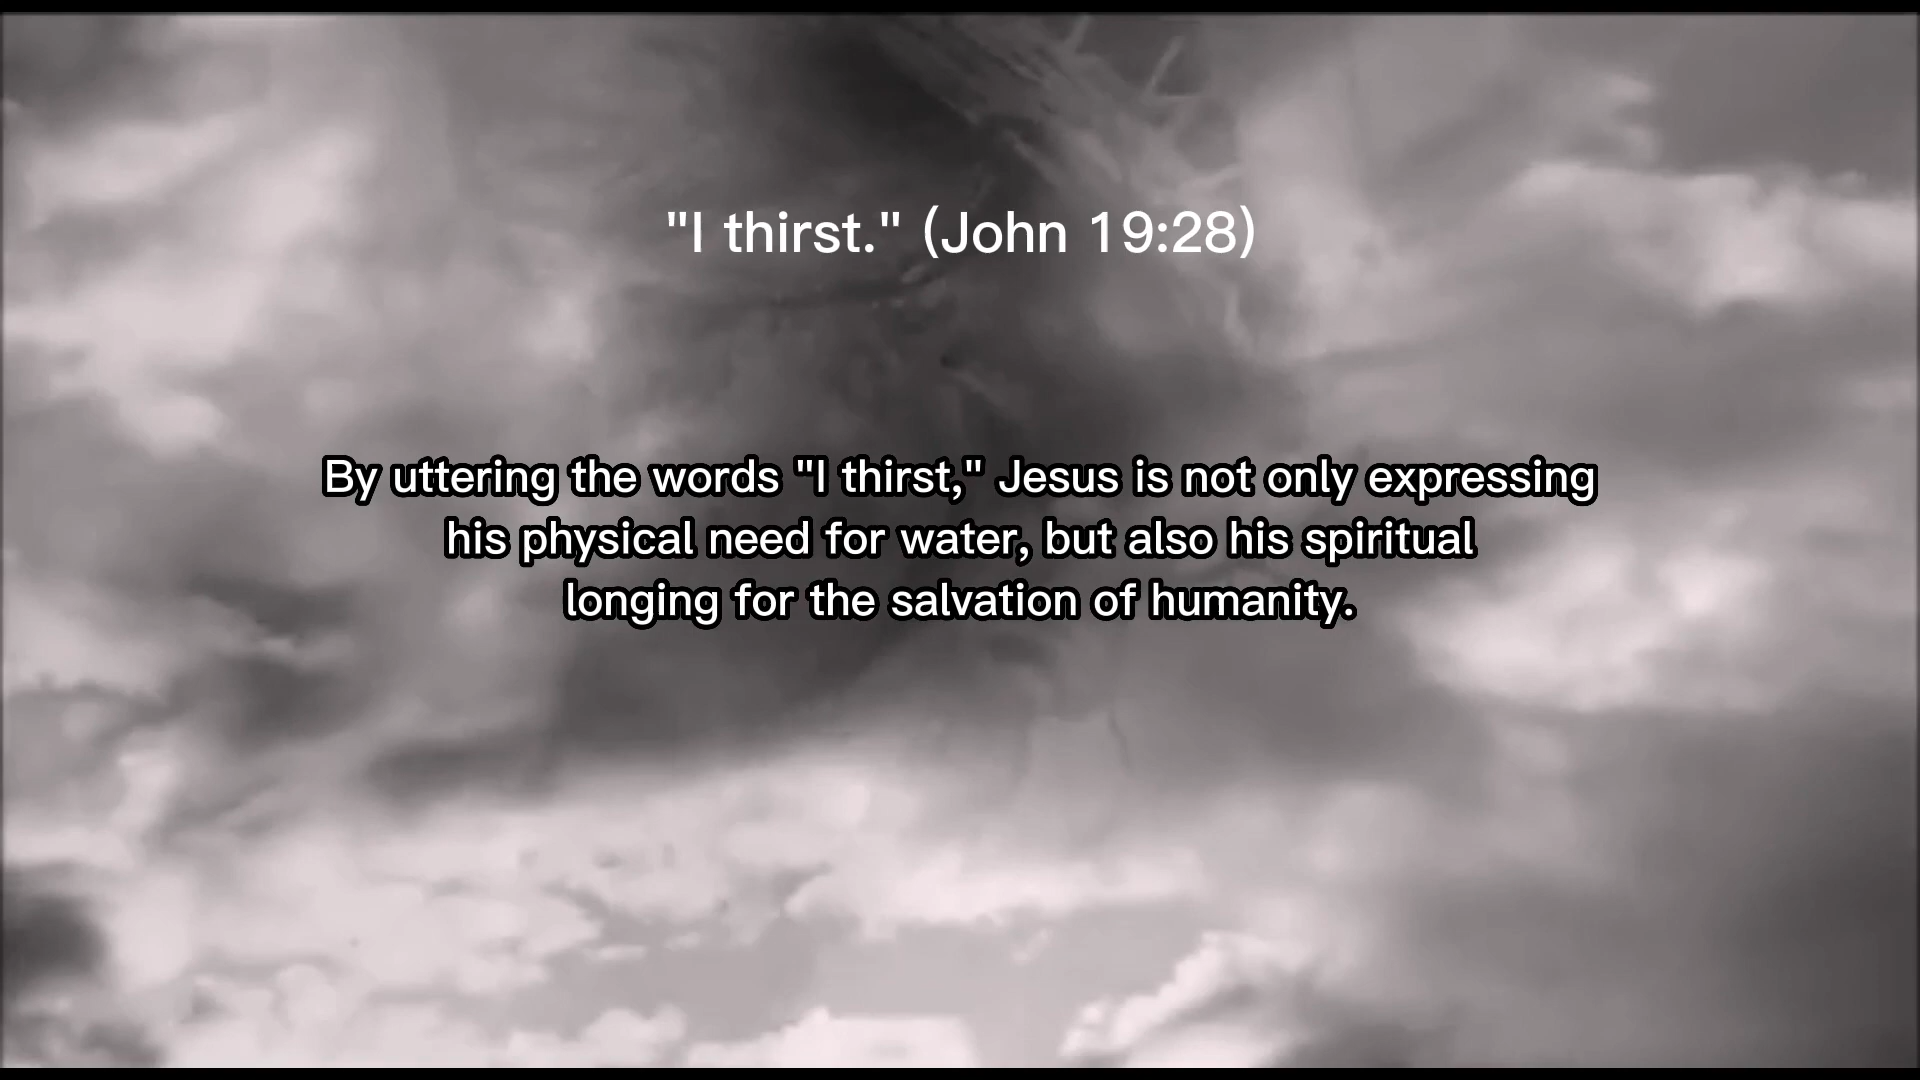 "I thirst." (John 19:28)
By uttering the words "I thirst," Jesus is not only expressing
his physical need for water, but also his spiritual
longing for the salvation of humanity.